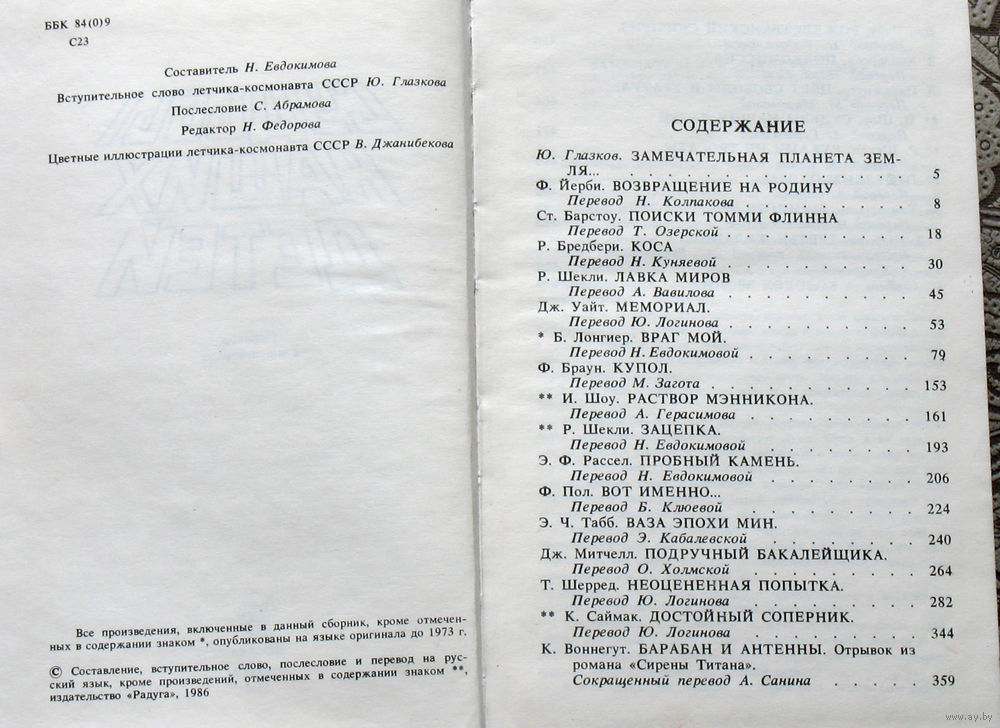 ББК 84(0)9
С23
Составитель Н. Евдокимова
Вступительное слово летчика-космонавта СССР Ю. Глазкова
Послесловие С. Абрамова
Редактор Н. Федорова
Цветные иллюстрации летчика-космонавта СССР В. Джанибекова
Все произведения, включенные в данный сборник, кроме отмечен-
ных в содержании знаком *, опубликованы на языке оригинала до 1973 г.
© Составление, вступительное слово, послесловие и перевод на рус-
ский язык, кроме произведений, отмеченных в содержании знаком **,
издательство «Радуга», 1986
СОДЕРЖАНИЕ
Ю. Глазков. ЗАМЕЧАТЕЛЬНАЯ ПЛАНЕТА ЗЕМ-
ЛЯ... . . . . . . . . . . . . 5
Ф. Йерби. ВОЗВРАЩЕНИЕ НА РОДИНУ
Перевод Н. Колпакова . . . . . . . . . 8
Ст. Барстоу. ПОИСКИ ТОММИ ФЛИННА
Перевод Т. Озерской . . . . . . . . . . 18
Р. Бредбери. КОСА
Перевод Н. Куняевой . . . . . . . . . . 30
Р. Шекли. ЛАВКА МИРОВ
Перевод А. Вавилова . . . . . . . . . . 45
Дж. Уайт. МЕМОРИАЛ.
Перевод Ю. Логинова . . . . . . . . . . 53
* Б. Лонгиер. ВРАГ МОЙ.
Перевод Н. Евдокимовой . . . . . . . . 79
Ф. Браун. КУПОЛ.
Перевод М. Загота . . . . . . . . . . 153
** И. Шоу. РАСТВОР МЭННИКОНА.
Перевод А. Герасимова . . . . . . . . 161
** Р. Шекли. ЗАЦЕПКА.
Перевод Н. Евдокимовой . . . . . . . . 193
Э. Ф. Рассел. ПРОБНЫЙ КАМЕНЬ.
Перевод Н. Евдокимовой . . . . . . . . 206
Ф. Пол. ВОТ ИМЕННО...
Перевод Б. Клюевой . . . . . . . . . 224
Э. Ч. Табб. ВАЗА ЭПОХИ МИН.
Перевод Э. Кабалевской . . . . . . . . 240
Дж. Митчелл. ПОДРУЧНЫЙ БАКАЛЕЙЩИКА.
Перевод О. Холмской . . . . . . . . . 264
Т. Шерред. НЕОЦЕНЕННАЯ ПОПЫТКА.
Перевод Ю. Логинова . . . . . . . . . 282
** К. Саймак. ДОСТОЙНЫЙ СОПЕРНИК.
Перевод Ю. Логинова . . . . . . . . . 344
К. Воннегут. БАРАБАН И АНТЕННЫ. Отрывок из
романа «Сирены Титана».
Сокращенный перевод А. Санина . . . . . 359
www.ay.by